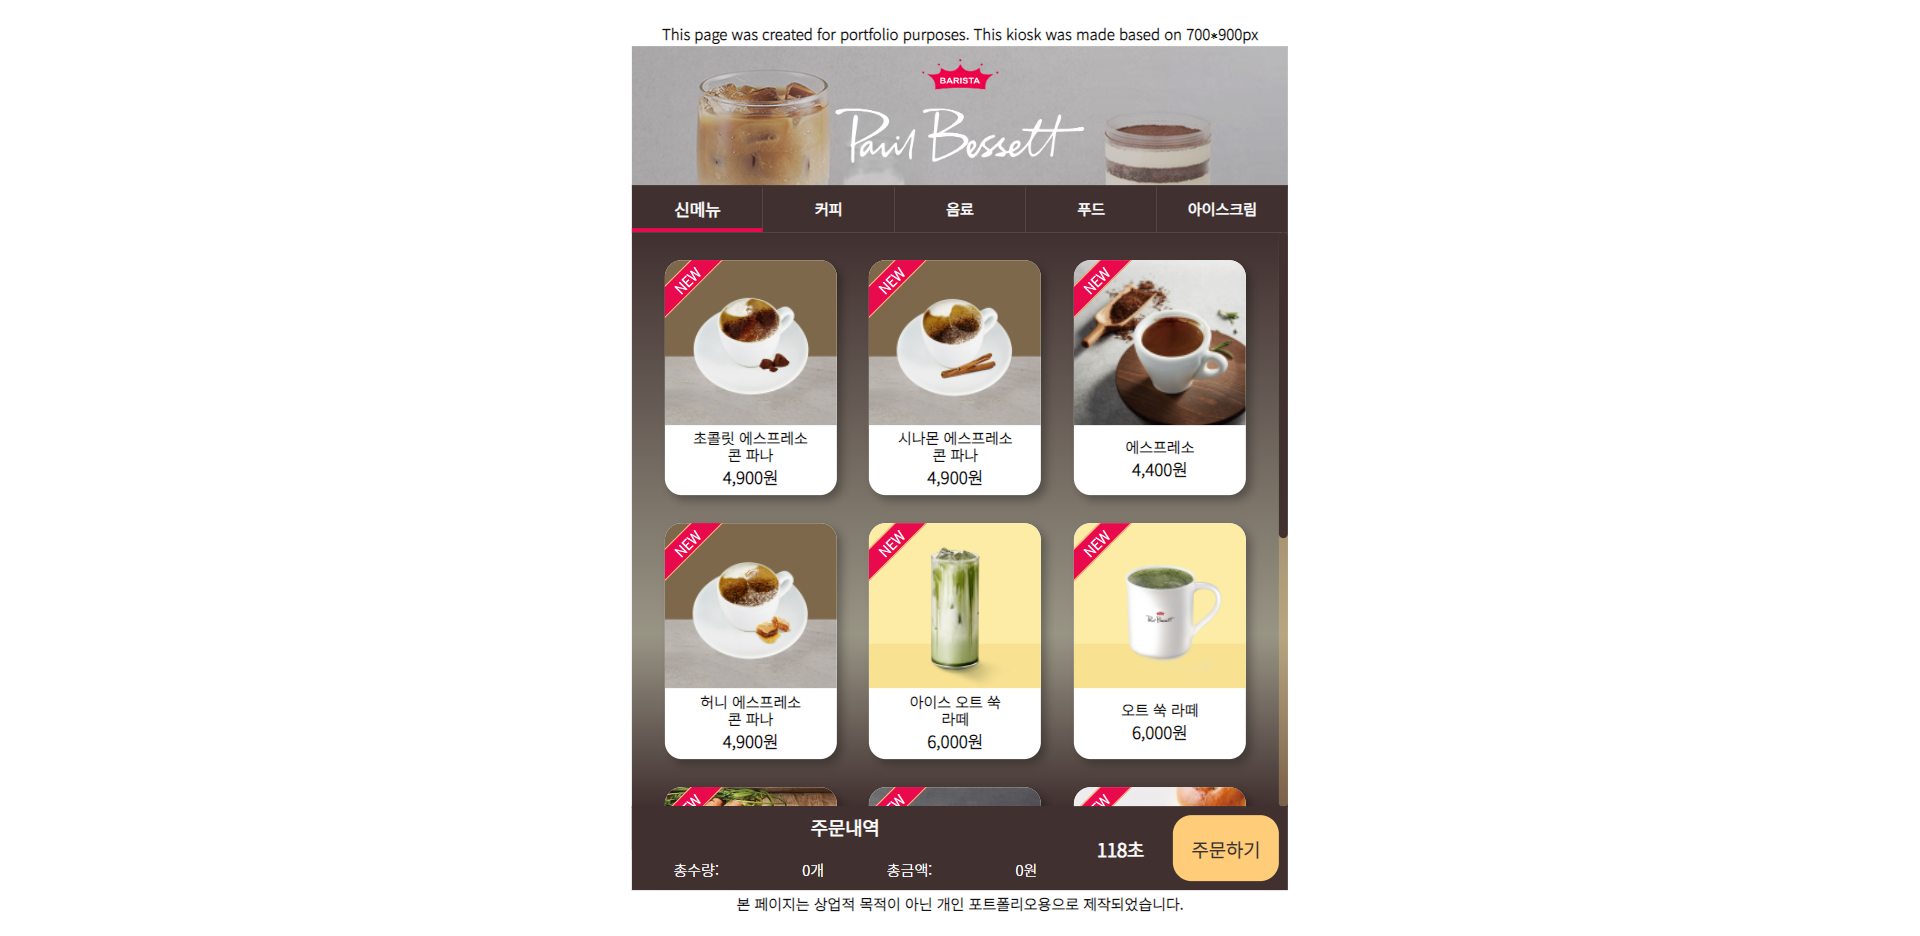 This page was created for portfolio purposes. This kiosk was made based on 700*900px
BARISTA
Paul Bassett
신메뉴
커피
음료
푸드
아이스크림
NEW
초콜릿 에스프레소
콘 파나
4,900원
NEW
시나몬 에스프레소
콘 파나
4,900원
NEW
에스프레소
4,400원
NEW
허니 에스프레소
콘 파나
4,900원
NEW
아이스 오트 쑥
라떼
6,000원
NEW
오트 쑥 라떼
6,000원
NEW
NEW
NEW
주문내역
총수량:
0개
총금액:
0원
118초
주문하기
본 페이지는 상업적 목적이 아닌 개인 포트폴리오용으로 제작되었습니다.